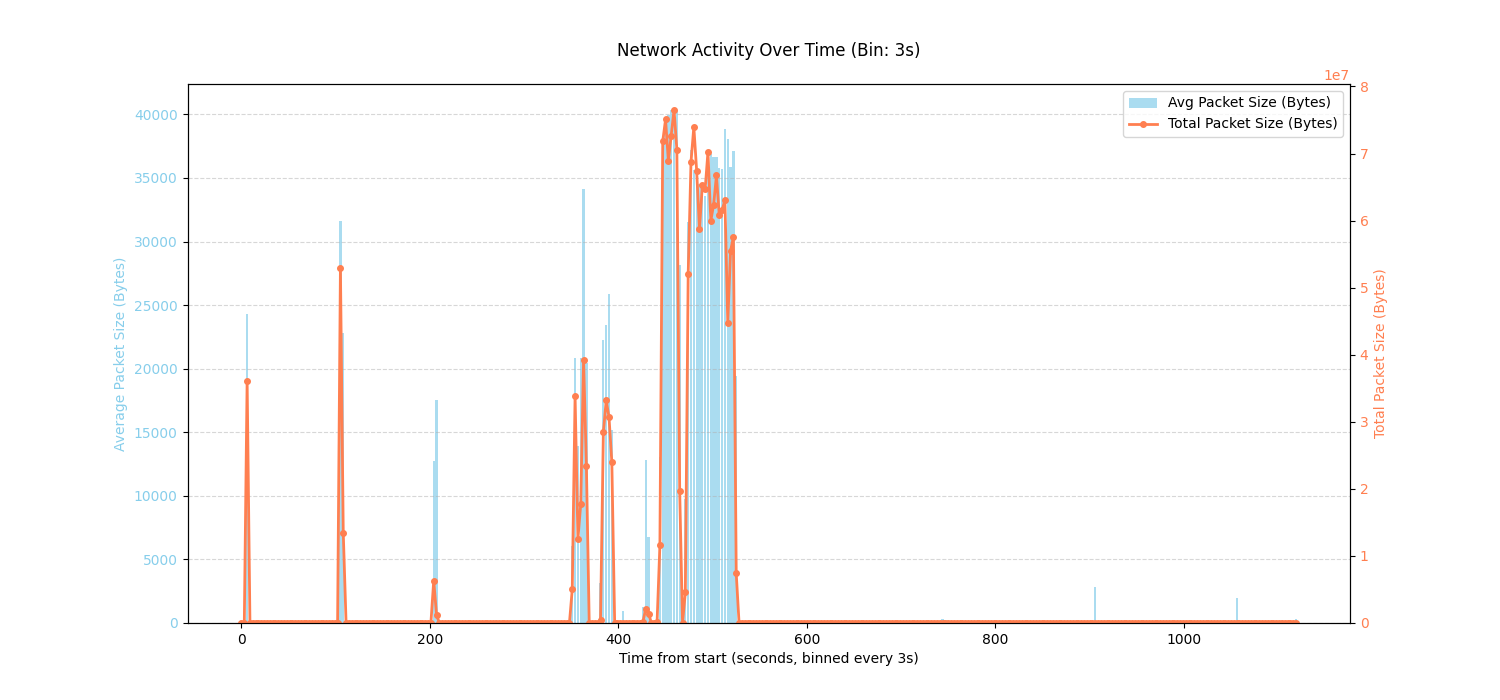 Network Activity Over Time (Bin: 3s)
1e7
Avg Packet Size (Bytes)
Total Packet Size (Bytes)
Average Packet Size (Bytes)
40000
35000
30000
25000
20000
15000
10000
5000
0
8
7
6
5
4
3
2
1
0
Total Packet Size (Bytes)
0 200 400 600 800 1000
Time from start (seconds, binned every 3s)